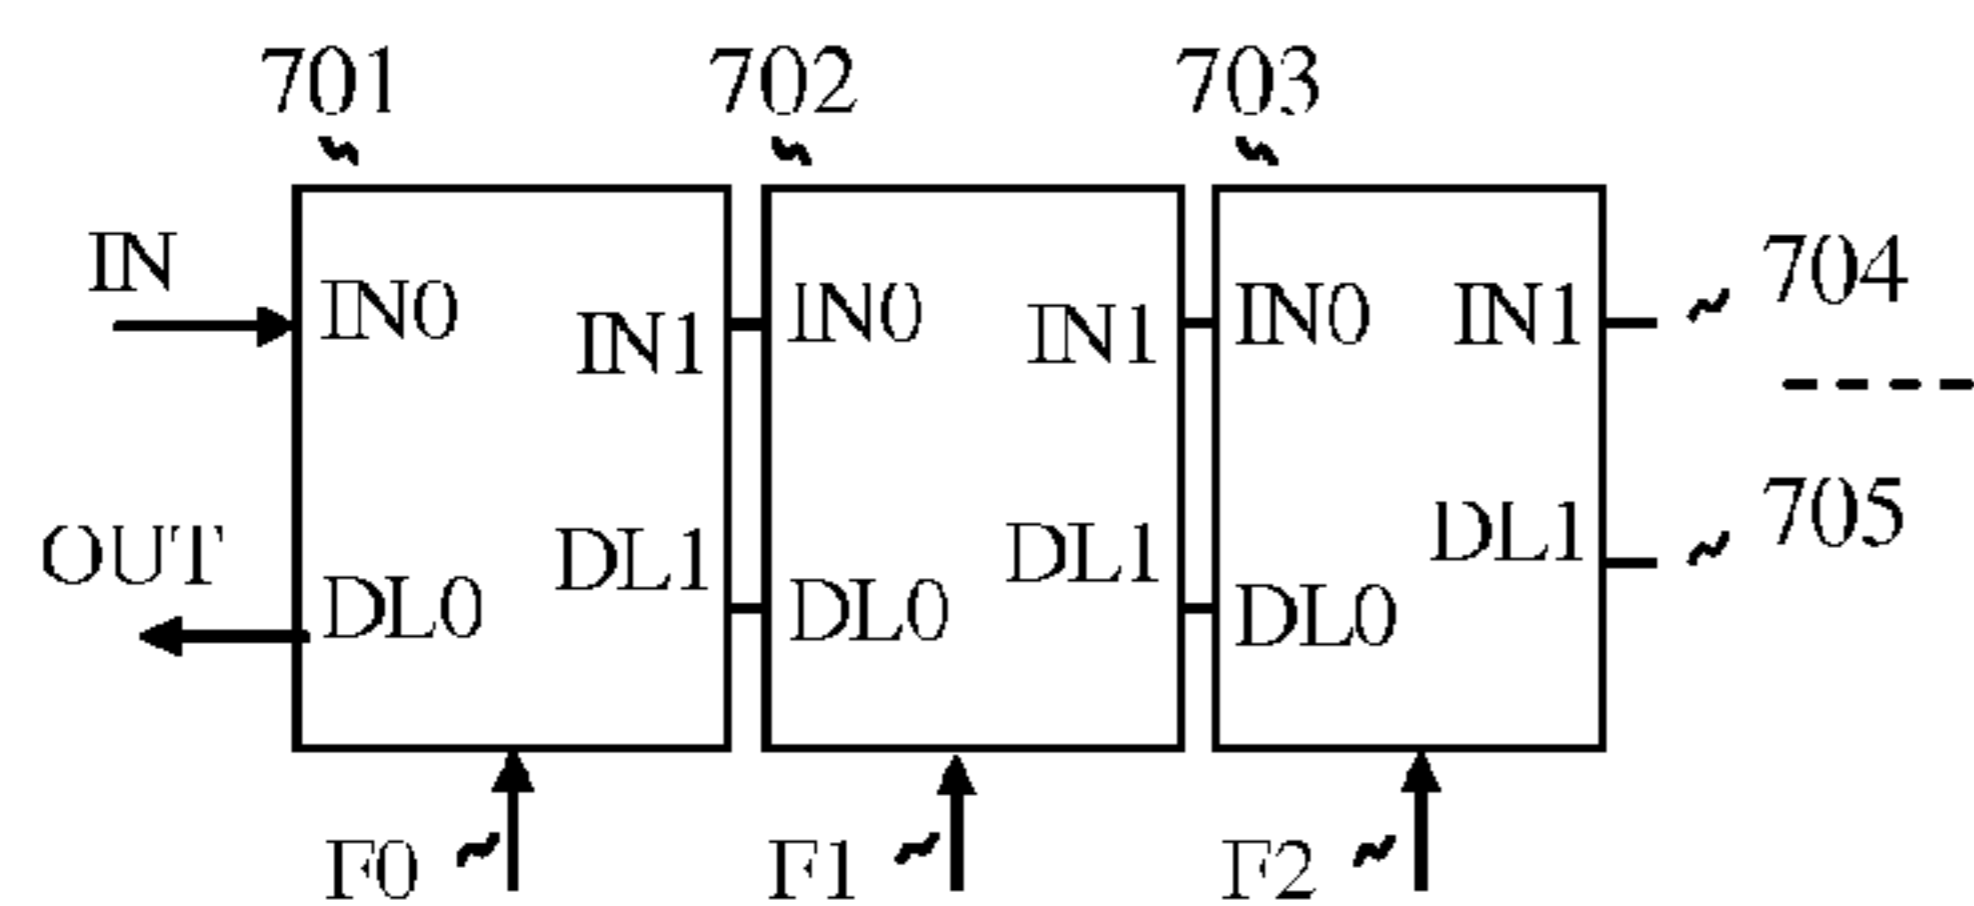 701 702 703
IN 704
IN0 IN1 IN0 IN1 IN0 IN1
OUT 705
DL0 DL1 DL0 DL1 DL0 DL1
F0 F1 F2